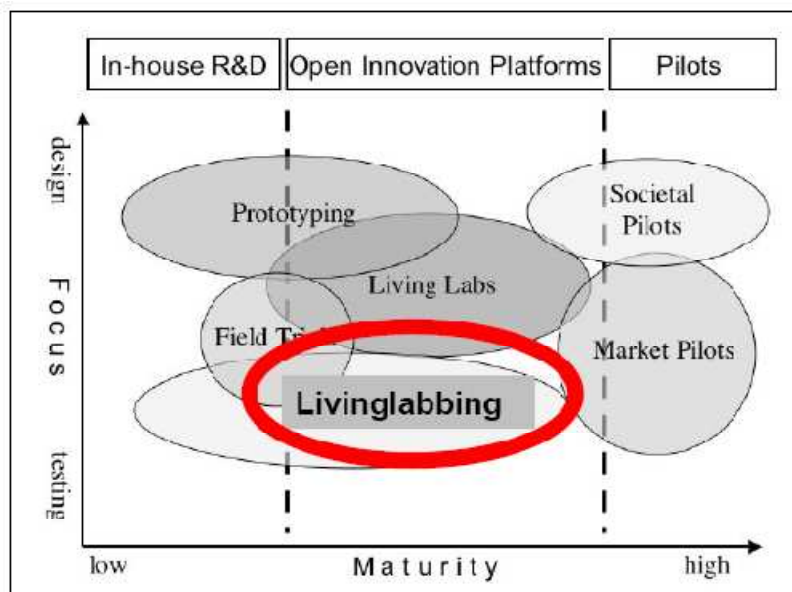 In-house R&D
Open Innovation Platforms
Pilots
design
Prototyping
Societal
Pilots
Living Labs
Focus
Field
Market Pilots
Livinglabbing
testing
low
Maturity
high